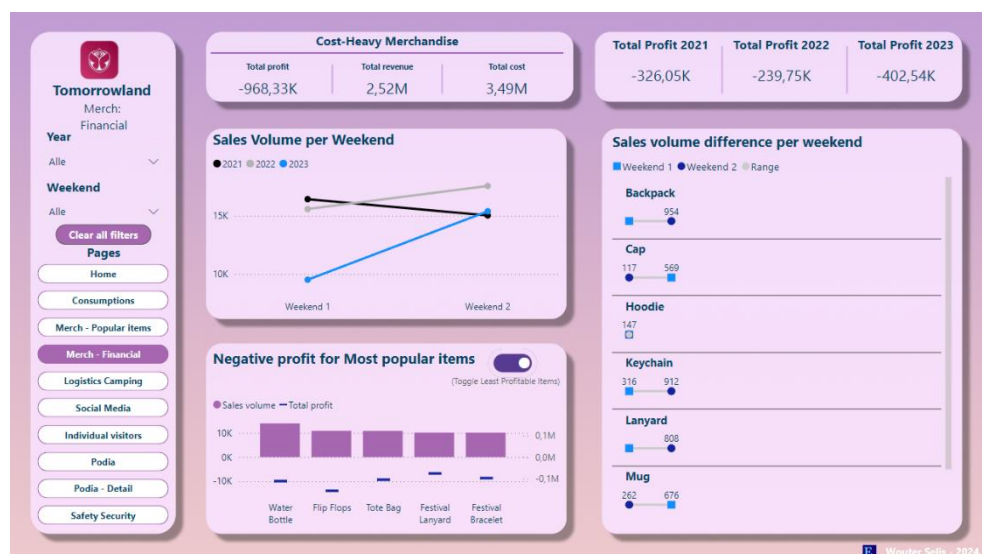 Tomorrowland
Merch:
Financial
Year
Alle
Weekend
Alle
Clear all filters
Pages
Home
Consumptions
Merch - Popular items
Merch - Financial
Logistics Camping
Social Media
Individual visitors
Podia
Podia - Detail
Safety Security
Cost-Heavy Merchandise
Total profit Total revenue Total cost
-968,33K 2,52M 3,49M
Total Profit 2021 Total Profit 2022 Total Profit 2023
-326,05K -239,75K -402,54K
Sales Volume per Weekend
2021 2022 2023
15K
10K
Weekend 1 Weekend 2
Negative profit for Most popular items
(Toggle Least Profitable Items)
Sales volume Total profit
10K 0,1M
0K 0,0M
-10K -0,1M
Water Flip Flops Tote Bag Festival Festival
Bottle Lanyard Bracelet
Sales volume difference per weekend
Weekend 1 Weekend 2 Range
Backpack
954
Cap
117 569
Hoodie
147
Keychain
316 912
Lanyard
808
Mug
262 676
Wouter Selis - 2024